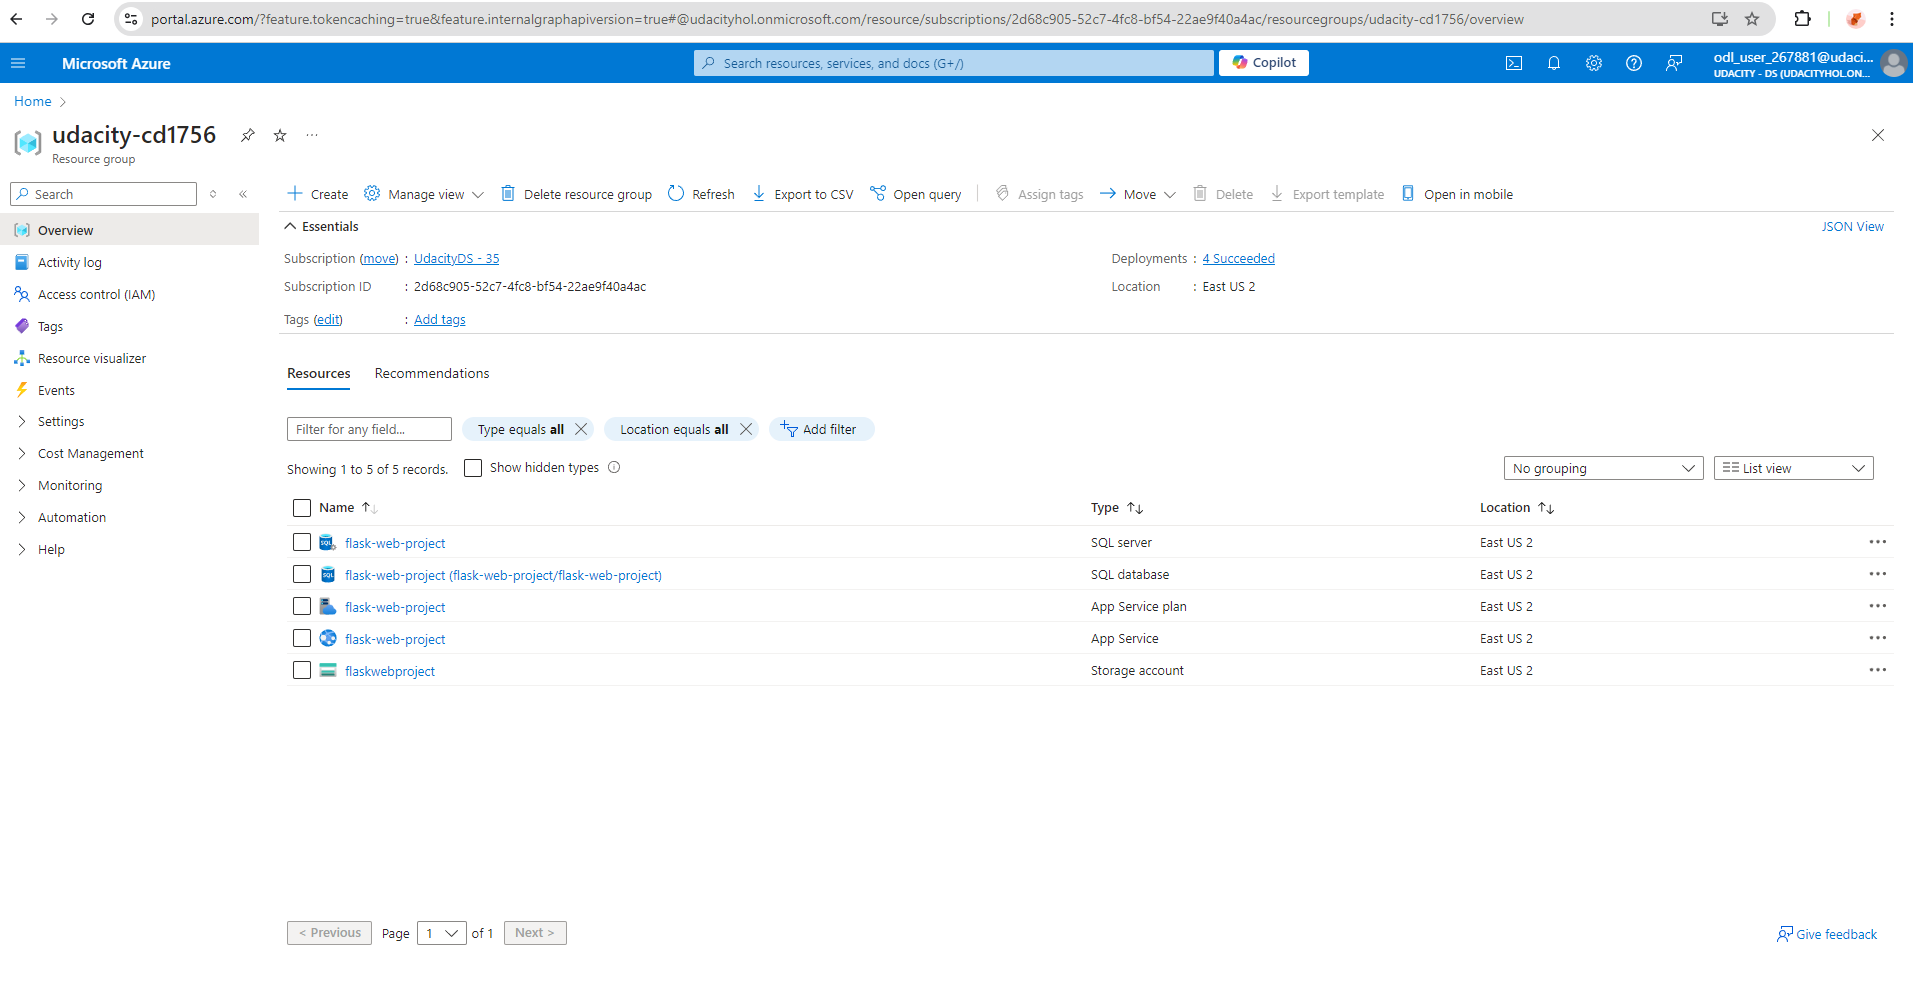 portal.azure.com/?feature.tokencaching=true&feature.internalgraphapiversion=true#@udacityhol.onmicrosoft.com/resource/subscriptions/2d68c905-52c7-4fc8-bf54-22ae9f40a4ac/resourcegroups/udacity-cd1756/overview
Microsoft Azure
Search resources, services, and docs (G+/)
Copilot
odl_user_267881@udaci...
UDACITY - DS (UDACITYHOL.ON...
Home
udacity-cd1756
Resource group
Search
Create Manage view Delete resource group Refresh Export to CSV Open query Assign tags Move Delete Export template Open in mobile
Overview
Activity log
Access control (IAM)
Tags
Resource visualizer
Events
Settings
Cost Management
Monitoring
Automation
Help
Essentials
JSON View
Subscription (move) : UdacityDS - 35
Deployments : 4 Succeeded
Subscription ID : 2d68c905-52c7-4fc8-bf54-22ae9f40a4ac
Location : East US 2
Tags (edit) : Add tags
Resources Recommendations
Filter for any field... Type equals all Location equals all Add filter
Showing 1 to 5 of 5 records. Show hidden types
No grouping List view
Name Type Location
flask-web-project SQL server East US 2
flask-web-project (flask-web-project/flask-web-project) SQL database East US 2
flask-web-project App Service plan East US 2
flask-web-project App Service East US 2
flaskwebproject Storage account East US 2
< Previous Page 1 of 1 Next >
Give feedback